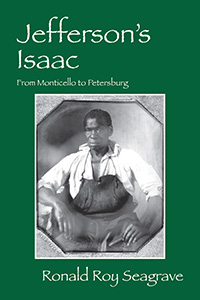 Jefferson's
Isaac
From Monticello to Petersburg
Ronald Roy Seagrave